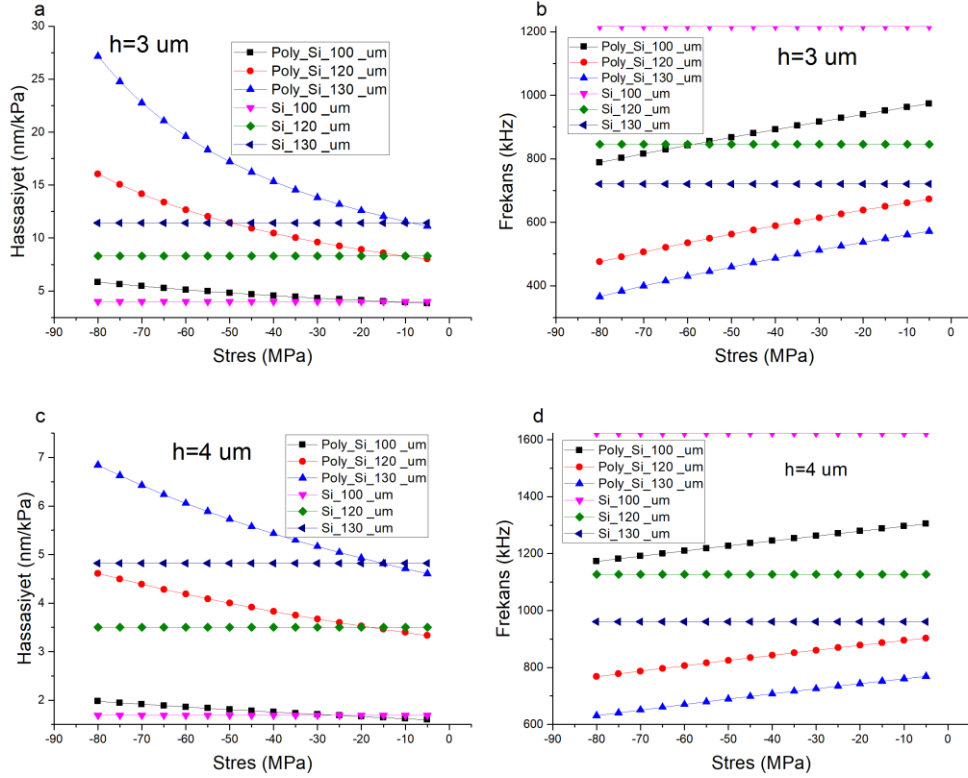 a
h=3 um
Poly_Si_100 _um
Poly_Si_120 _um
Poly_Si_130 _um
Si_100 _um
Si_120 _um
Si_130 _um
Hassasiyet (nm/kPa)
30
25
20
15
10
5
-90 -80 -70 -60 -50 -40 -30 -20 -10 0
Stres (MPa)
b
h=3 um
Poly_Si_100 _um
Poly_Si_120 _um
Poly_Si_130 _um
Si_100 _um
Si_120 _um
Si_130 _um
Frekans (kHz)
1200
1000
800
600
400
-90 -80 -70 -60 -50 -40 -30 -20 -10 0
Stres (MPa)
c
h=4 um
Poly_Si_100 _um
Poly_Si_120 _um
Poly_Si_130 _um
Si_100 _um
Si_120 _um
Si_130 _um
Hassasiyet (nm/kPa)
7
6
5
4
3
2
-90 -80 -70 -60 -50 -40 -30 -20 -10 0
Stres (MPa)
d
h=4 um
Poly_Si_100 _um
Poly_Si_120 _um
Poly_Si_130 _um
Si_100 _um
Si_120 _um
Si_130 _um
Frekans (kHz)
1600
1400
1200
1000
800
600
-90 -80 -70 -60 -50 -40 -30 -20 -10 0
Stres (MPa)